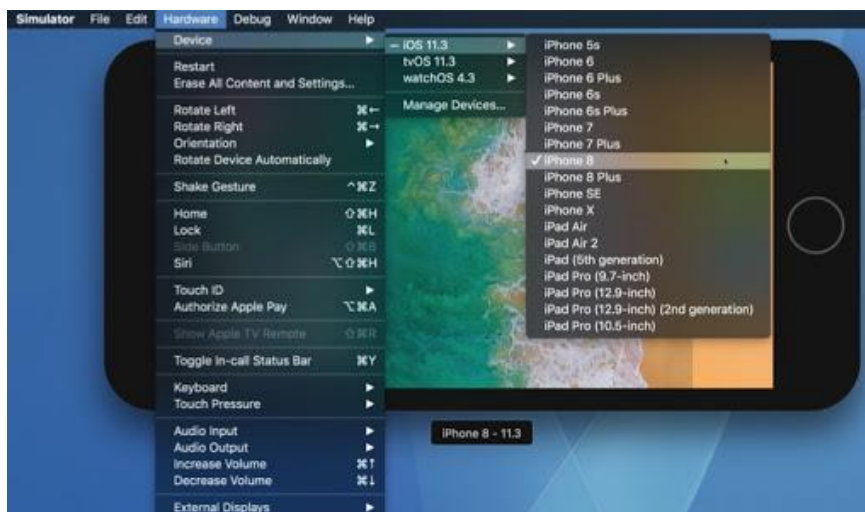 Simulator File Edit Hardware Debug Window Help
Device ▶
Restart
Erase All Content and Settings...
Rotate Left ⌘←
Rotate Right ⌘→
Orientation ▶
Rotate Device Automatically
Shake Gesture ^⌘Z
Home ⇧⌘H
Lock ⌘L
Side Button ⇧⌘B
Siri ⌥⇧⌘H
Touch ID ▶
Authorize Apple Pay ⌥⌘A
Show Apple TV Remote ⇧⌘R
Toggle In-call Status Bar ⌘Y
Keyboard ▶
Touch Pressure ▶
Audio Input ▶
Audio Output ▶
Increase Volume ⌘↑
Decrease Volume ⌘↓
External Displays ▶
– iOS 11.3 ▶
tvOS 11.3 ▶
watchOS 4.3 ▶
Manage Devices...
iPhone 5s
iPhone 6
iPhone 6 Plus
iPhone 6s
iPhone 6s Plus
iPhone 7
iPhone 7 Plus
✓ iPhone 8
iPhone 8 Plus
iPhone SE
iPhone X
iPad Air
iPad Air 2
iPad (5th generation)
iPad Pro (9.7-inch)
iPad Pro (12.9-inch)
iPad Pro (12.9-inch) (2nd generation)
iPad Pro (10.5-inch)
iPhone 8 - 11.3